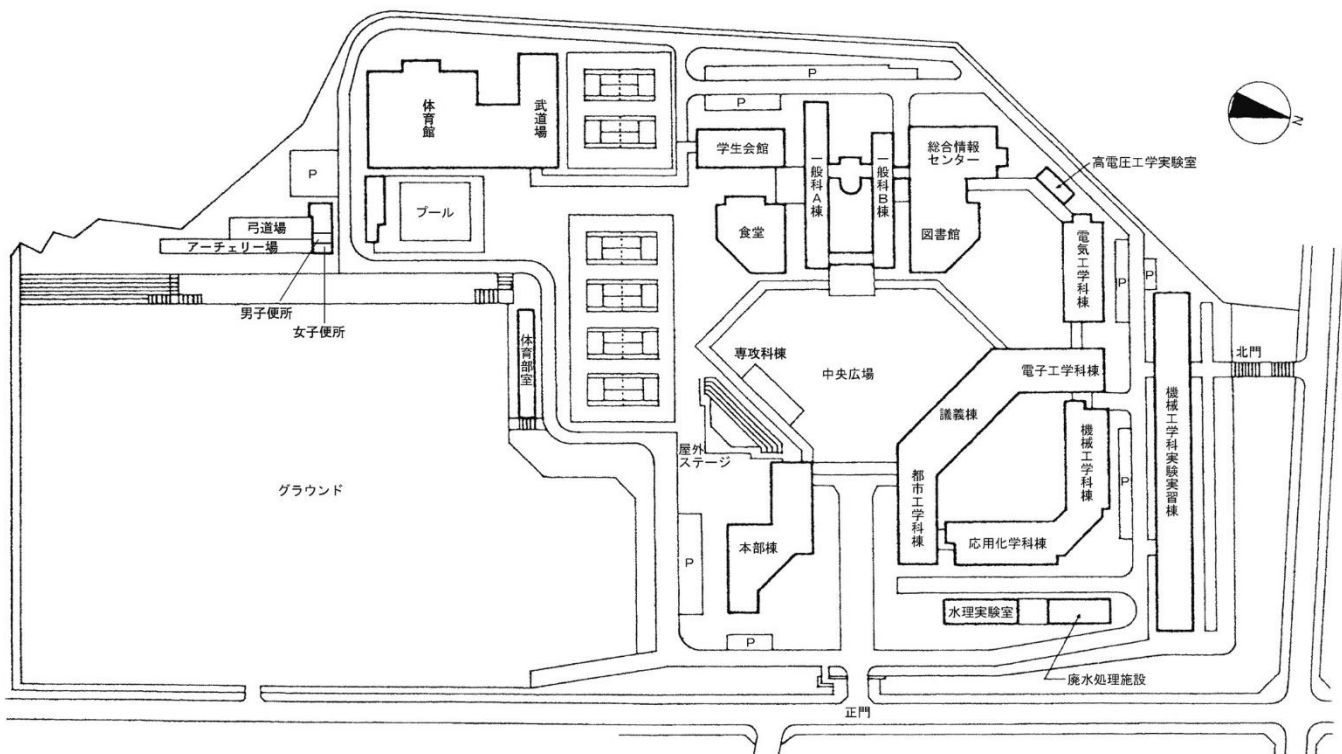 P
P
体育館
武道場
学生会館
一般科A棟
一般科B棟
総合情報
センター
高電圧工学実験室
N
P
プール
弓道場
アーチェリー場
食堂
図書館
電気工学科棟
P
P
男子便所
女子便所
体育部室
専攻科棟
中央広場
電子工学科棟
北門
議義棟
機械工学科棟
機械工学科実験実習棟
屋外
ステージ
グラウンド
都市工学科棟
P
本部棟
応用化学科棟
P
水理実験室
P
廃水処理施設
正門